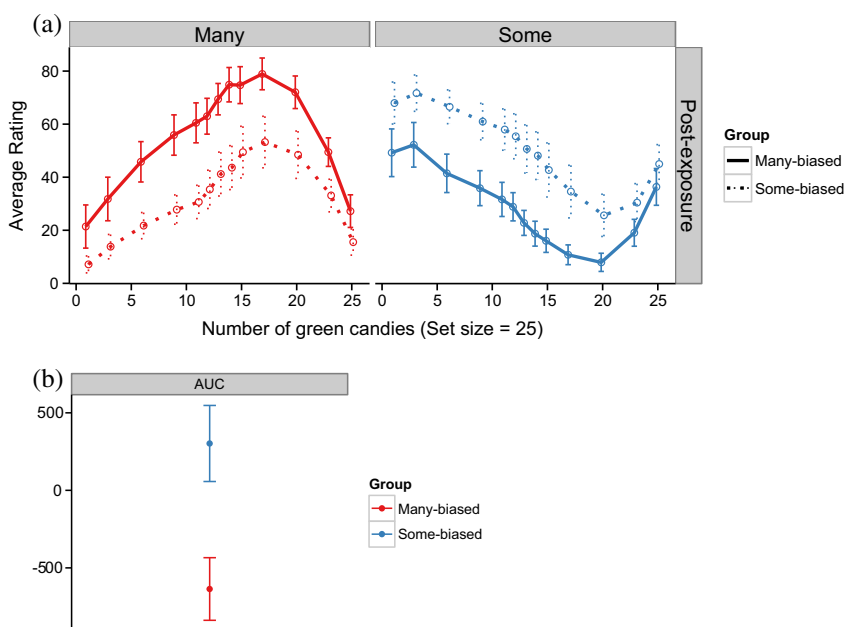 (a)
Many Some
80
60
40
20
0
Average Rating
Post-exposure
0 5 10 15 20 25 0 5 10 15 20 25
Number of green candies (Set size = 25)
Group
Many-biased
Some-biased
(b)
AUC
500
0
-500
Group
Many-biased
Some-biased